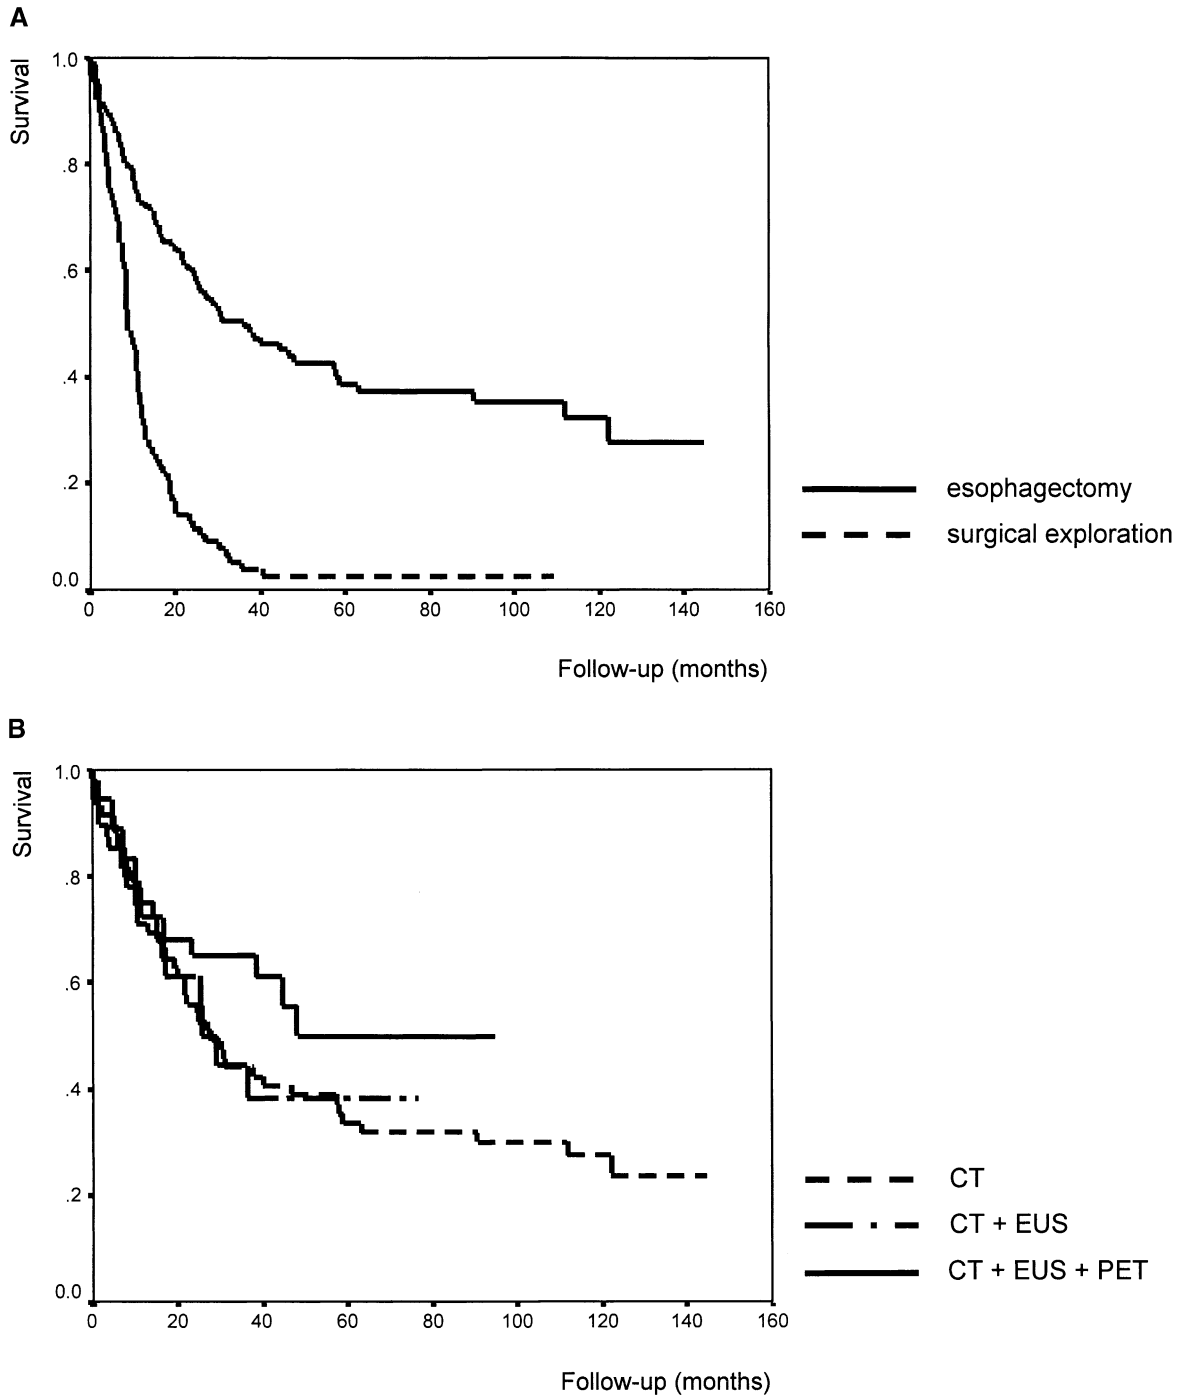 A
Survival
1.0
.8
.6
.4
.2
0.0
0 20 40 60 80 100 120 140 160
Follow-up (months)
esophagectomy
surgical exploration
B
Survival
1.0
.8
.6
.4
.2
0.0
0 20 40 60 80 100 120 140 160
Follow-up (months)
CT
CT + EUS
CT + EUS + PET